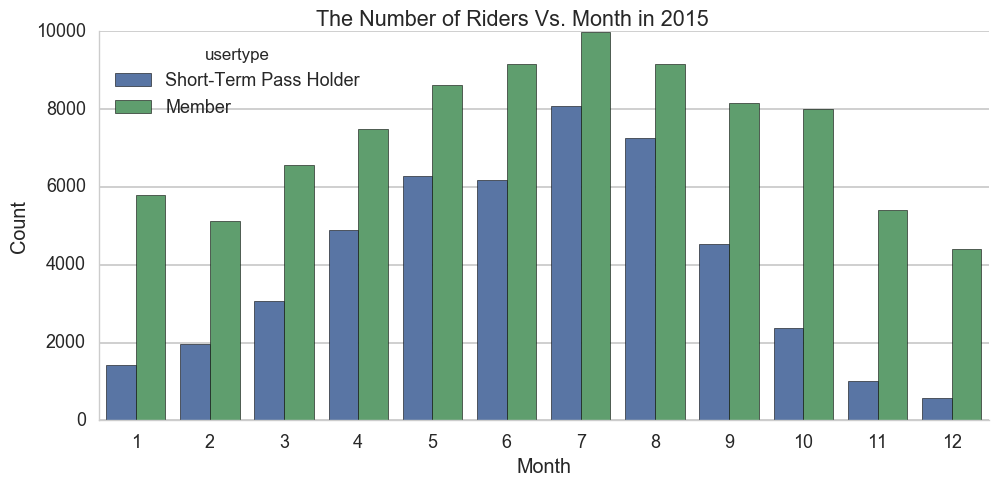 The Number of Riders Vs. Month in 2015
10000
usertype
Short-Term Pass Holder
Member
8000
6000
Count
4000
2000
0
1 2 3 4 5 6 7 8 9 10 11 12
Month